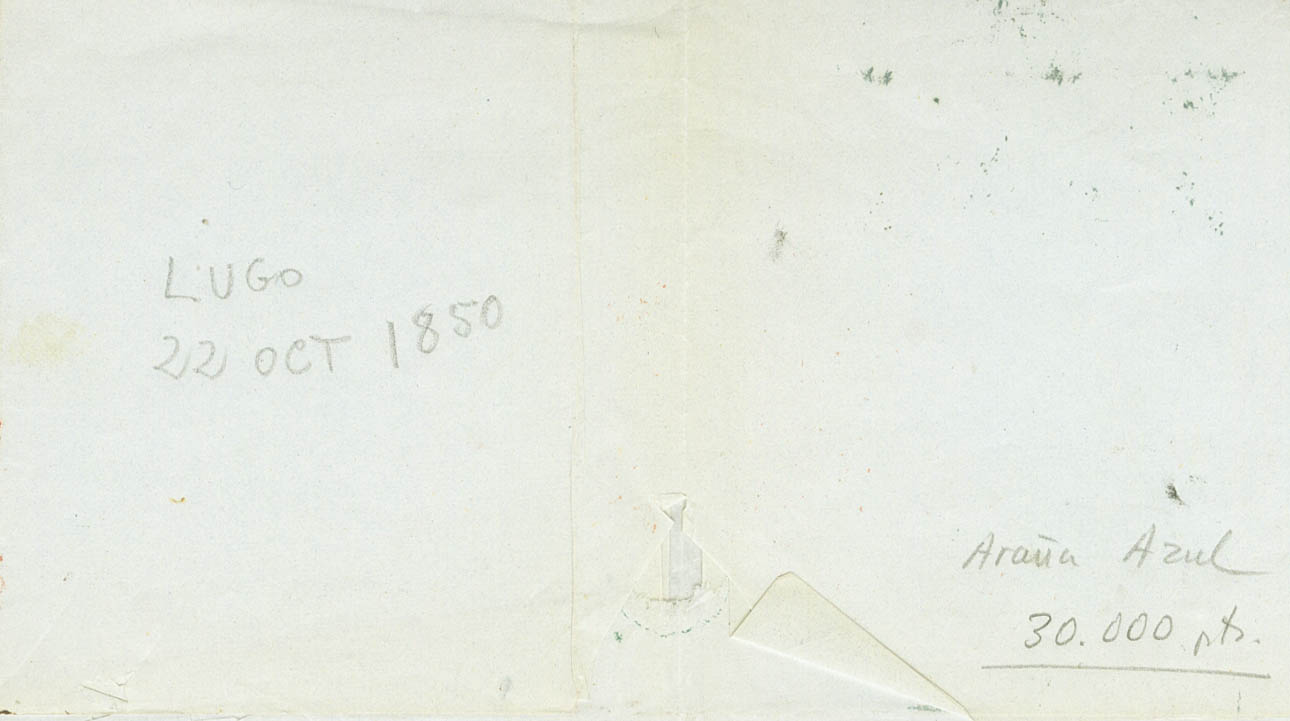 LUGO
22 OCT 1850
Araña Azul
30.000 pts.